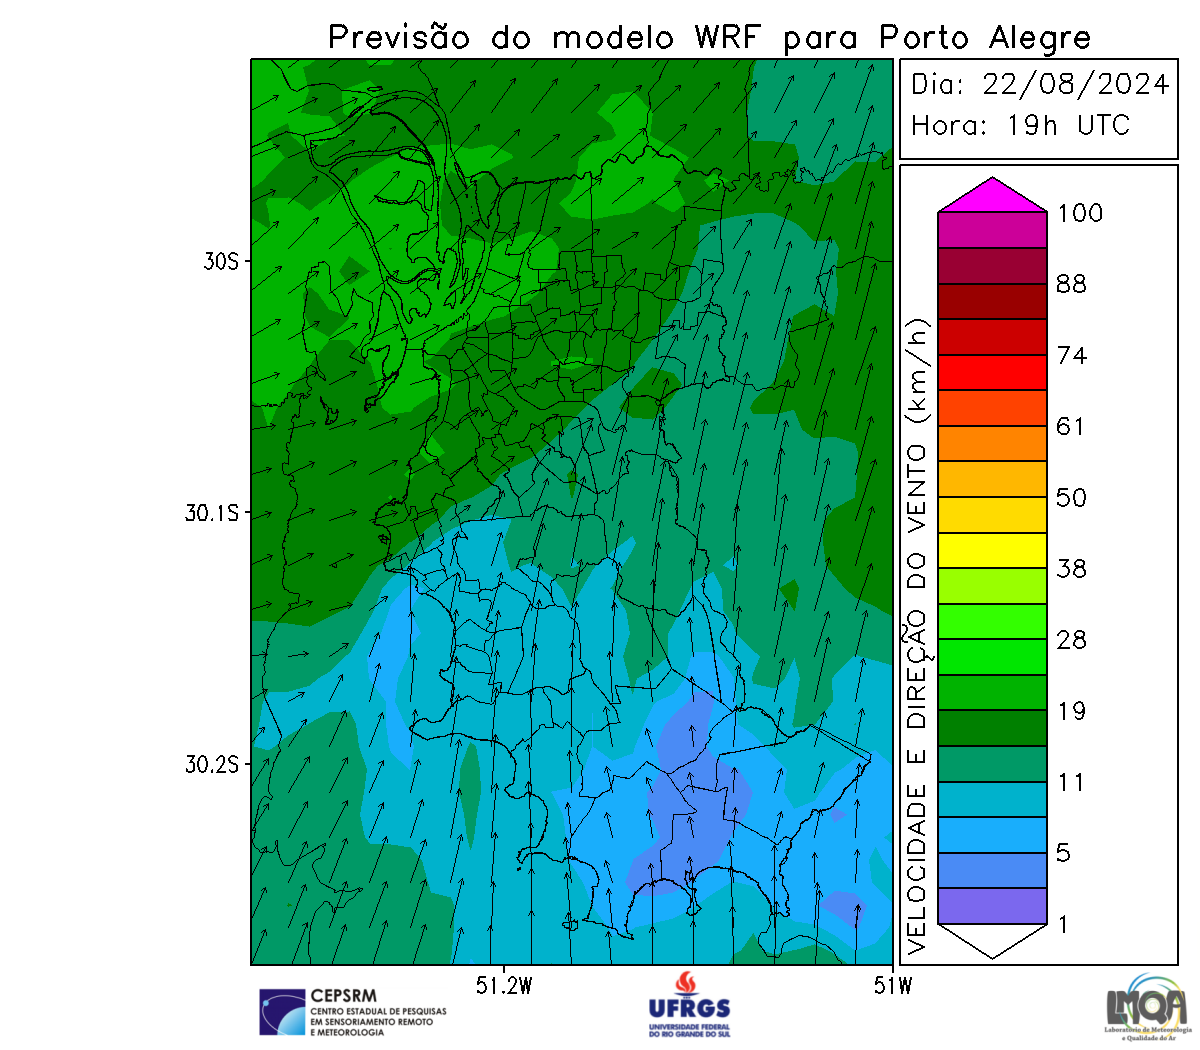 Previsão do modelo WRF para Porto Alegre
Dia: 22/08/2024
Hora: 19h UTC
VELOCIDADE E DIREÇÃO DO VENTO (km/h)
100
88
74
61
50
38
28
19
11
5
1
30S
30.1S
30.2S
51.2W
51W
CEPSRM
CENTRO ESTADUAL DE PESQUISAS
EM SENSORIAMENTO REMOTO
E METEOROLOGIA
UFRGS
UNIVERSIDADE FEDERAL
DO RIO GRANDE DO SUL
LMQA
Laboratório de Meteorologia
e Qualidade do Ar